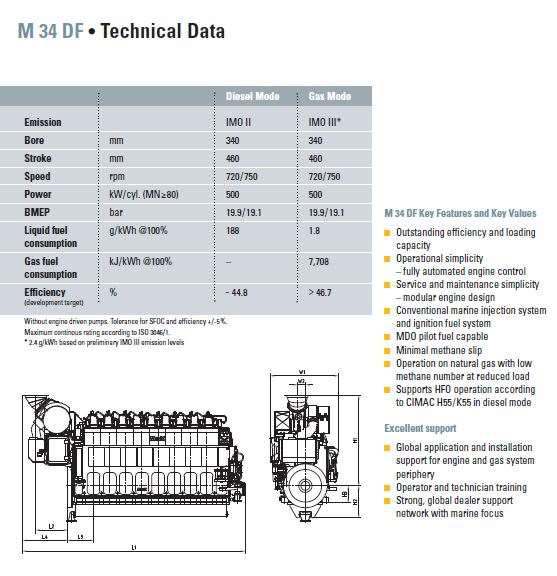 M 34 DF • Technical Data
Diesel Mode Gas Mode
Emission IMO II IMO III*
Bore mm 340 340
Stroke mm 460 460
Speed rpm 720/750 720/750
Power kW/cyl. (MN≥80) 500 500
BMEP bar 19.9/19.1 19.9/19.1
Liquid fuel g/kWh @100% 188 1.8
consumption
Gas fuel kJ/kWh @100% – 7,708
consumption
Efficiency % ~ 44.8 > 46.7
(development target)
Without engine driven pumps. Tolerance for SFOC and efficiency +/-5%.
Maximum continous rating according to ISO 3046/1.
* 2.4 g/kWh based on preliminery IMO III emission levels
M 34 DF Key Features and Key Values
Outstanding efficiency and loading
capacity
Operational simplicity
– fully automated engine control
Service and maintenance simplicity
– modular engine design
Conventional marine injection system
and ignition fuel system
MDO pilot fuel capable
Minimal methane slip
Operation on natural gas with low
methane number at reduced load
Supports HFO operation according
to CIMAC H55/K55 in diesel mode
Excellent support
Global application and installation
support for engine and gas system
periphery
Operator and technician training
Strong, global dealer support
network with marine focus
W1
W2
H1
H3
H2
L3
L4 L5
L1